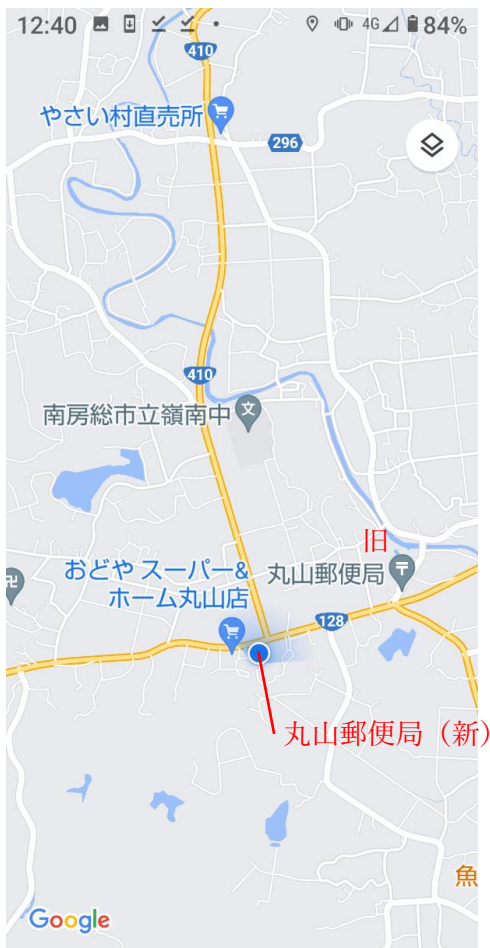 12:40
4G
84%
410
やさい村直売所
296
410
南房総市立嶺南中
文
旧
おどや スーパー&
ホーム丸山店
丸山郵便局
〒
卍
128
丸山郵便局（新）
魚
Google